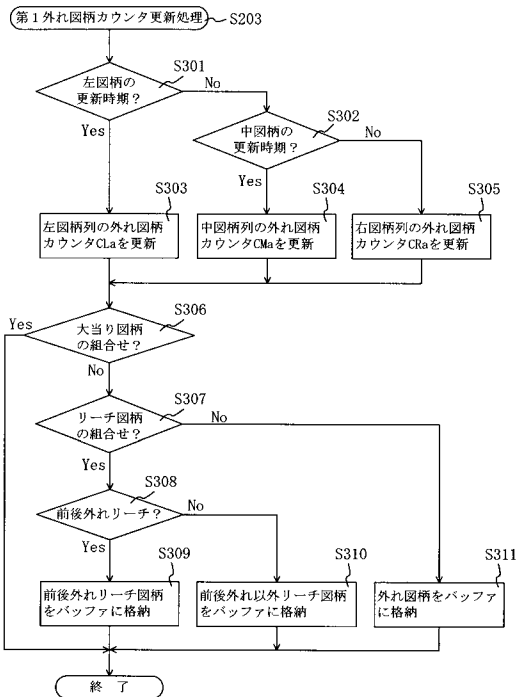 第1外れ図柄カウンタ更新処理
S203
S301
左図柄の
更新時期?
No
Yes
S302
中図柄の
更新時期?
No
Yes
S303
左図柄列の外れ図柄
カウンタCLaを更新
S304
中図柄列の外れ図柄
カウンタCMaを更新
S305
右図柄列の外れ図柄
カウンタCRaを更新
S306
大当り図柄
の組合せ?
Yes
No
S307
リーチ図柄
の組合せ?
No
Yes
S308
前後外れリーチ?
No
Yes
S309
前後外れリーチ図柄
をバッファに格納
S310
前後外れ以外リーチ図柄
をバッファに格納
S311
外れ図柄をバッファ
に格納
終了